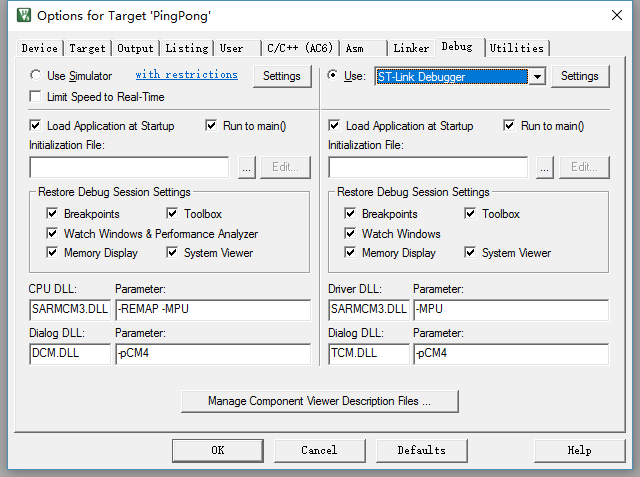 Options for Target 'PingPong'
Device Target Output Listing User C/C++ (AC6) Asm Linker Debug Utilities
Use Simulator with restrictions Settings
Limit Speed to Real-Time
Use: ST-Link Debugger Settings
Load Application at Startup Run to main()
Initialization File:
... Edit...
Load Application at Startup Run to main()
Initialization File:
... Edit...
Restore Debug Session Settings
Breakpoints Toolbox
Watch Windows & Performance Analyzer
Memory Display System Viewer
Restore Debug Session Settings
Breakpoints Toolbox
Watch Windows
Memory Display System Viewer
CPU DLL: Parameter:
SARMCM3.DLL -REMAP -MPU
Dialog DLL: Parameter:
DCM.DLL -pCM4
Driver DLL: Parameter:
SARMCM3.DLL -MPU
Dialog DLL: Parameter:
TCM.DLL -pCM4
Manage Component Viewer Description Files ...
OK Cancel Defaults Help